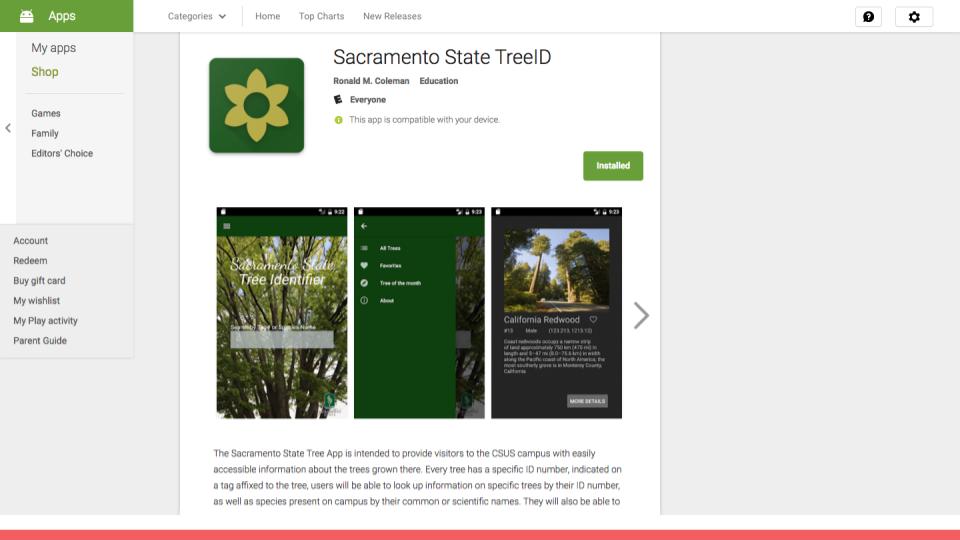 Apps
Categories
Home
Top Charts
New Releases
My apps
Shop
Games
Family
Editors' Choice
Account
Redeem
Buy gift card
My wishlist
My Play activity
Parent Guide
Sacramento State TreeID
Ronald M. Coleman Education
Everyone
This app is compatible with your device.
Installed
9:22
Sacramento State
Tree Identifier
Search by Tag# or Species Name
9:23
All Trees
Favorites
Tree of the month
About
9:23
California Redwood
#13 Male (123.213, 1213.12)
Coast redwoods occupy a narrow strip
of land approximately 750 km (470 mi) in
length and 5–47 mi (8.0–75.6 km) in width
along the Pacific coast of North America; the
most southerly grove is in Monterey County,
California
MORE DETAILS
The Sacramento State Tree App is intended to provide visitors to the CSUS campus with easily
accessible information about the trees grown there. Every tree has a specific ID number, indicated on
a tag affixed to the tree, users will be able to look up information on specific trees by their ID number,
as well as species present on campus by their common or scientific names. They will also be able to